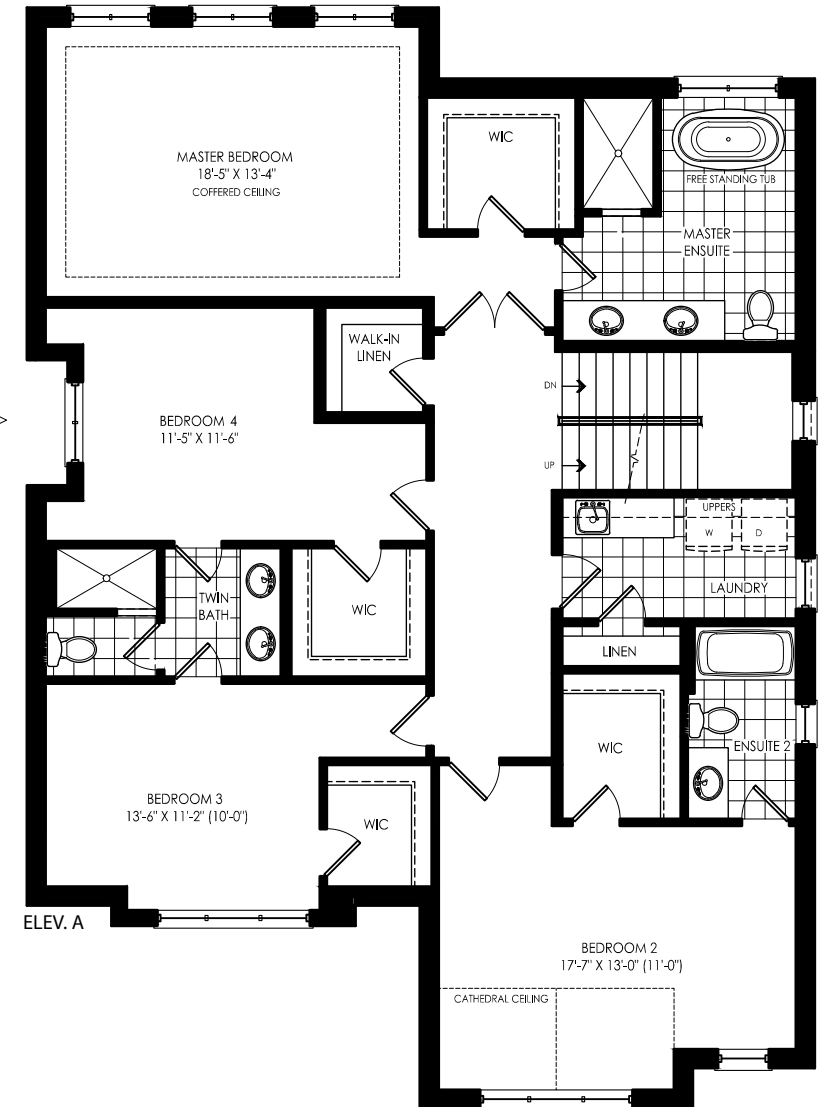 MASTER BEDROOM
18'-5" X 13'-4"
COFFERED CEILING
WIC
FREE STANDING TUB
MASTER
ENSUITE
WALK-IN
LINEN
DN
UP
BEDROOM 4
11'-5" X 11'-6"
UPPERS
W
D
LAUNDRY
TWIN
BATH
WIC
LINEN
WIC
ENSUITE 2
BEDROOM 3
13'-6" X 11'-2" (10'-0")
WIC
ELEV. A
BEDROOM 2
17'-7" X 13'-0" (11'-0")
CATHEDRAL CEILING